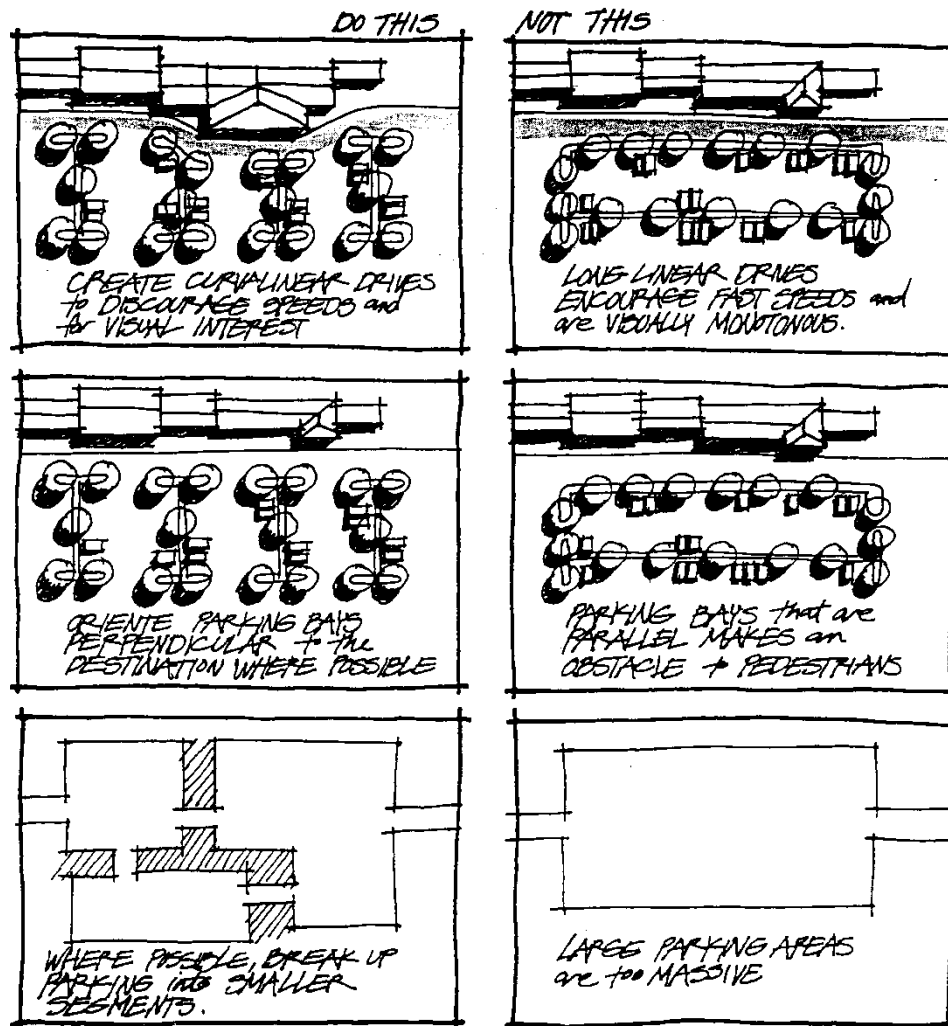 DO THIS
NOT THIS
CREATE CURVALINEAR DRIVES
to DISCOURAGE SPEEDS and
for VISUAL INTEREST
LONG LINEAR DRIVES
ENCOURAGE FAST SPEEDS and
are VISUALLY MONOTONOUS.
ORIENTE PARKING BAYS
PERPENDICULAR to the
DESTINATION WHERE POSSIBLE
PARKING BAYS that are
PARALLEL MAKES an
OBSTACLE to PEDESTRIANS
WHERE POSSIBLE, BREAK UP
PARKING into SMALLER
SEGMENTS.
LARGE PARKING AREAS
are too MASSIVE